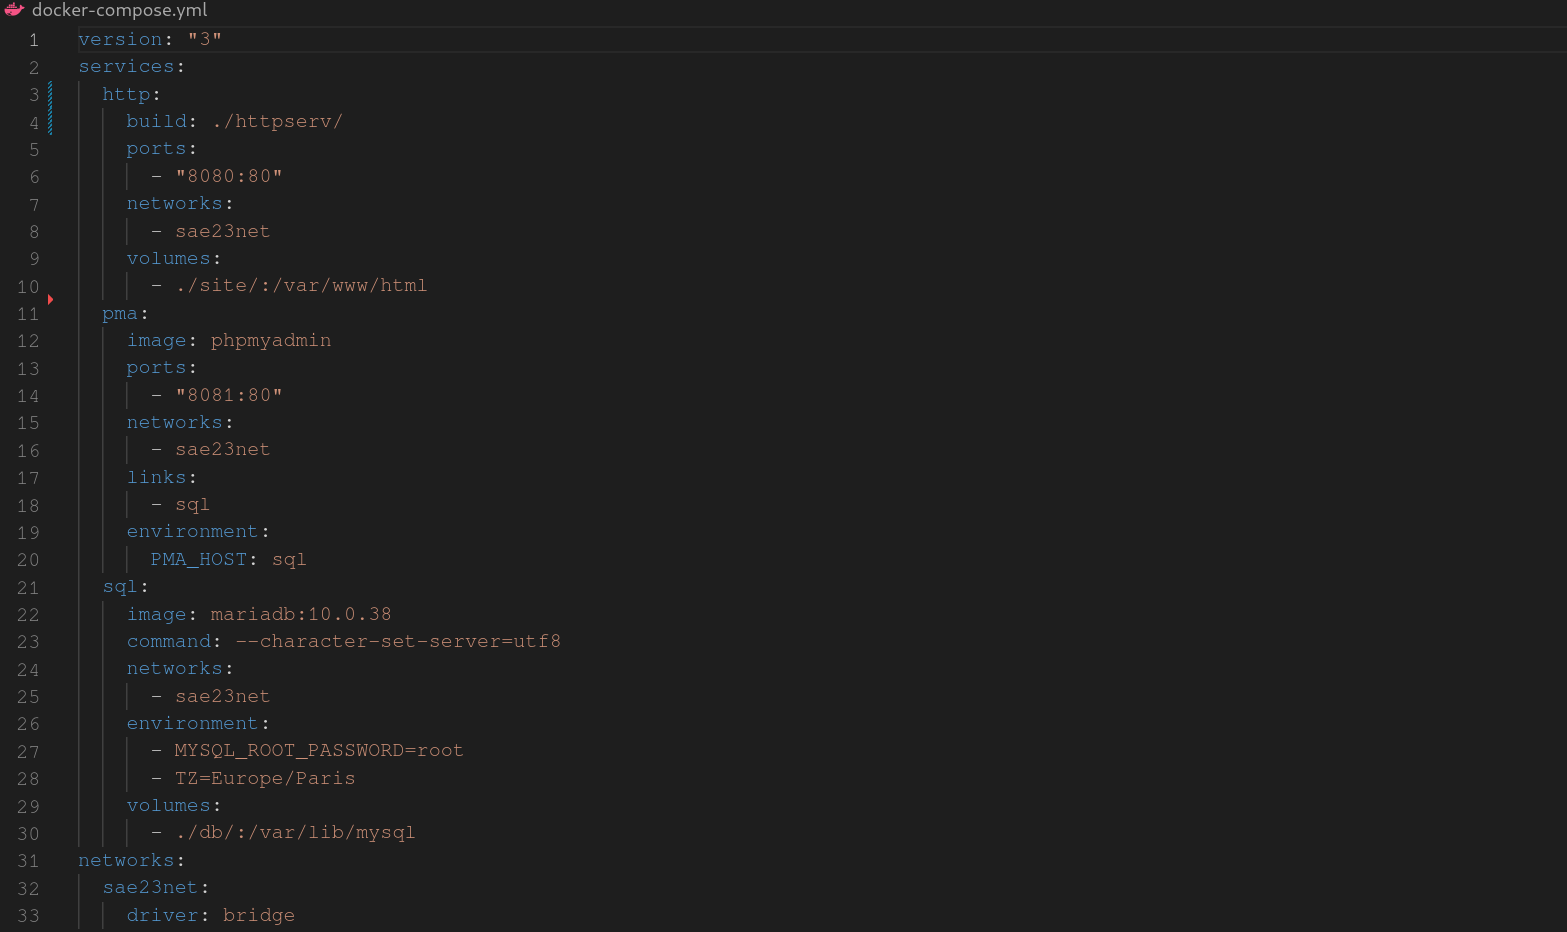 docker-compose.yml
1 version: "3"
2 services:
3   http:
4     build: ./httpserv/
5     ports:
6       - "8080:80"
7     networks:
8       - sae23net
9     volumes:
10       - ./site/:/var/www/html
11   pma:
12     image: phpmyadmin
13     ports:
14       - "8081:80"
15     networks:
16       - sae23net
17     links:
18       - sql
19     environment:
20       PMA_HOST: sql
21   sql:
22     image: mariadb:10.0.38
23     command: --character-set-server=utf8
24     networks:
25       - sae23net
26     environment:
27       - MYSQL_ROOT_PASSWORD=root
28       - TZ=Europe/Paris
29     volumes:
30       - ./db/:/var/lib/mysql
31 networks:
32   sae23net:
33     driver: bridge